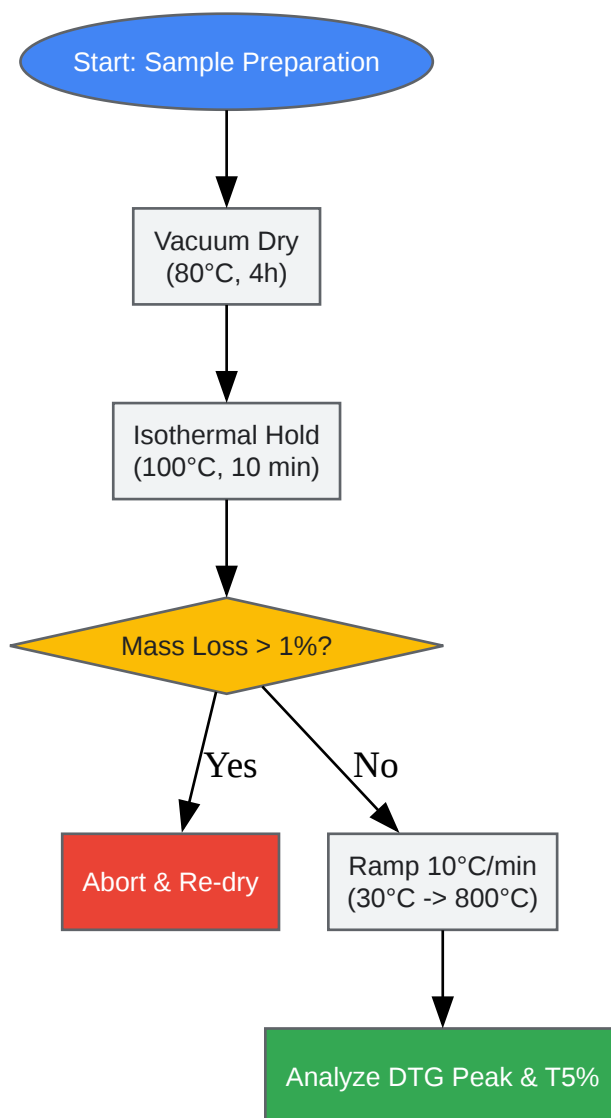 Start: Sample Preparation
Vacuum Dry
(80°C, 4h)
Isothermal Hold
(100°C, 10 min)
Mass Loss > 1%?
Yes
No
Abort & Re-dry
Ramp 10°C/min
(30°C -> 800°C)
Analyze DTG Peak & T5%